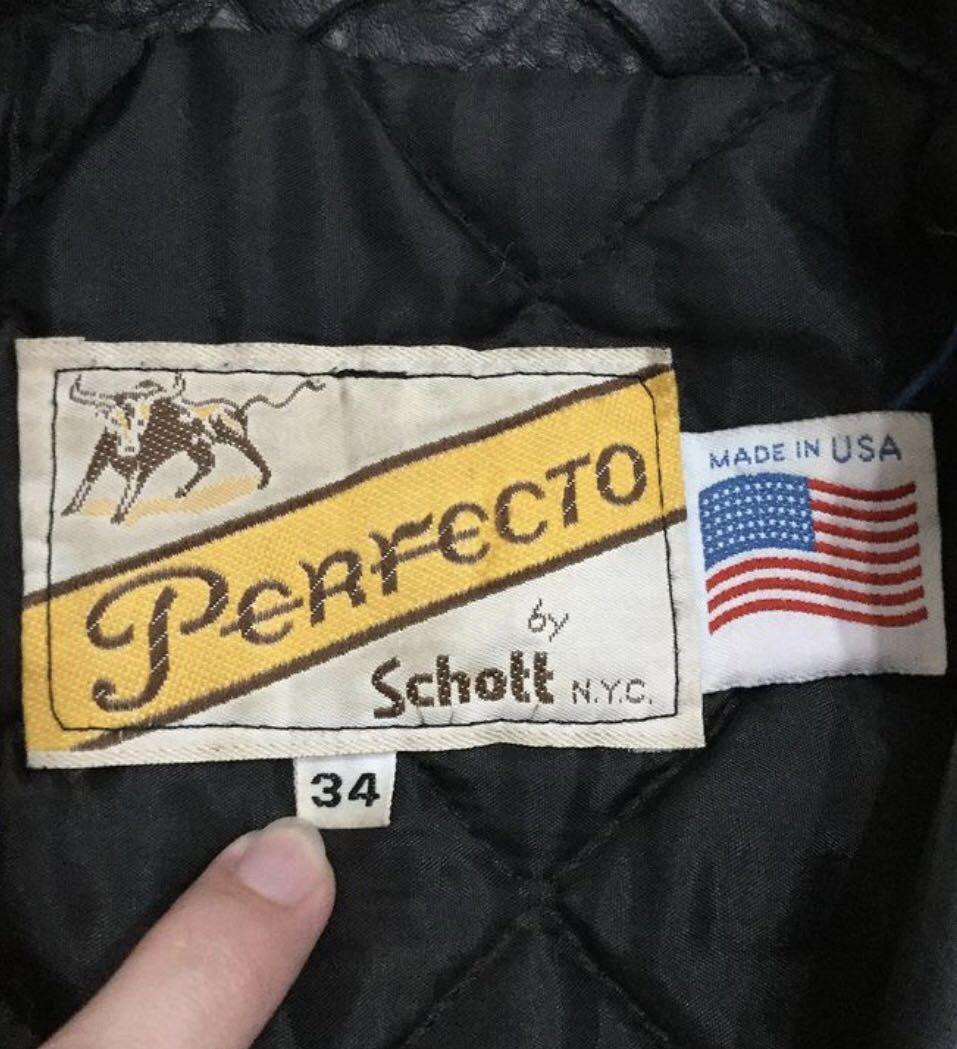 PERFECTO
by
Schott N.Y.C.
MADE IN USA
34